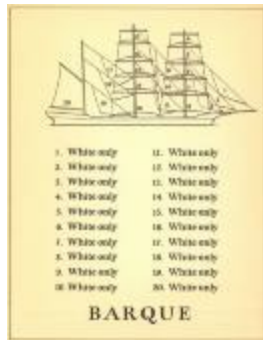 1. White only
2. White only
3. White only
4. White only
5. White only
6. White only
7. White only
8. White only
9. White only
10. White only
11. White only
12. White only
13. White only
14. White only
15. White only
16. White only
17. White only
18. White only
19. White only
20. White only
BARQUE